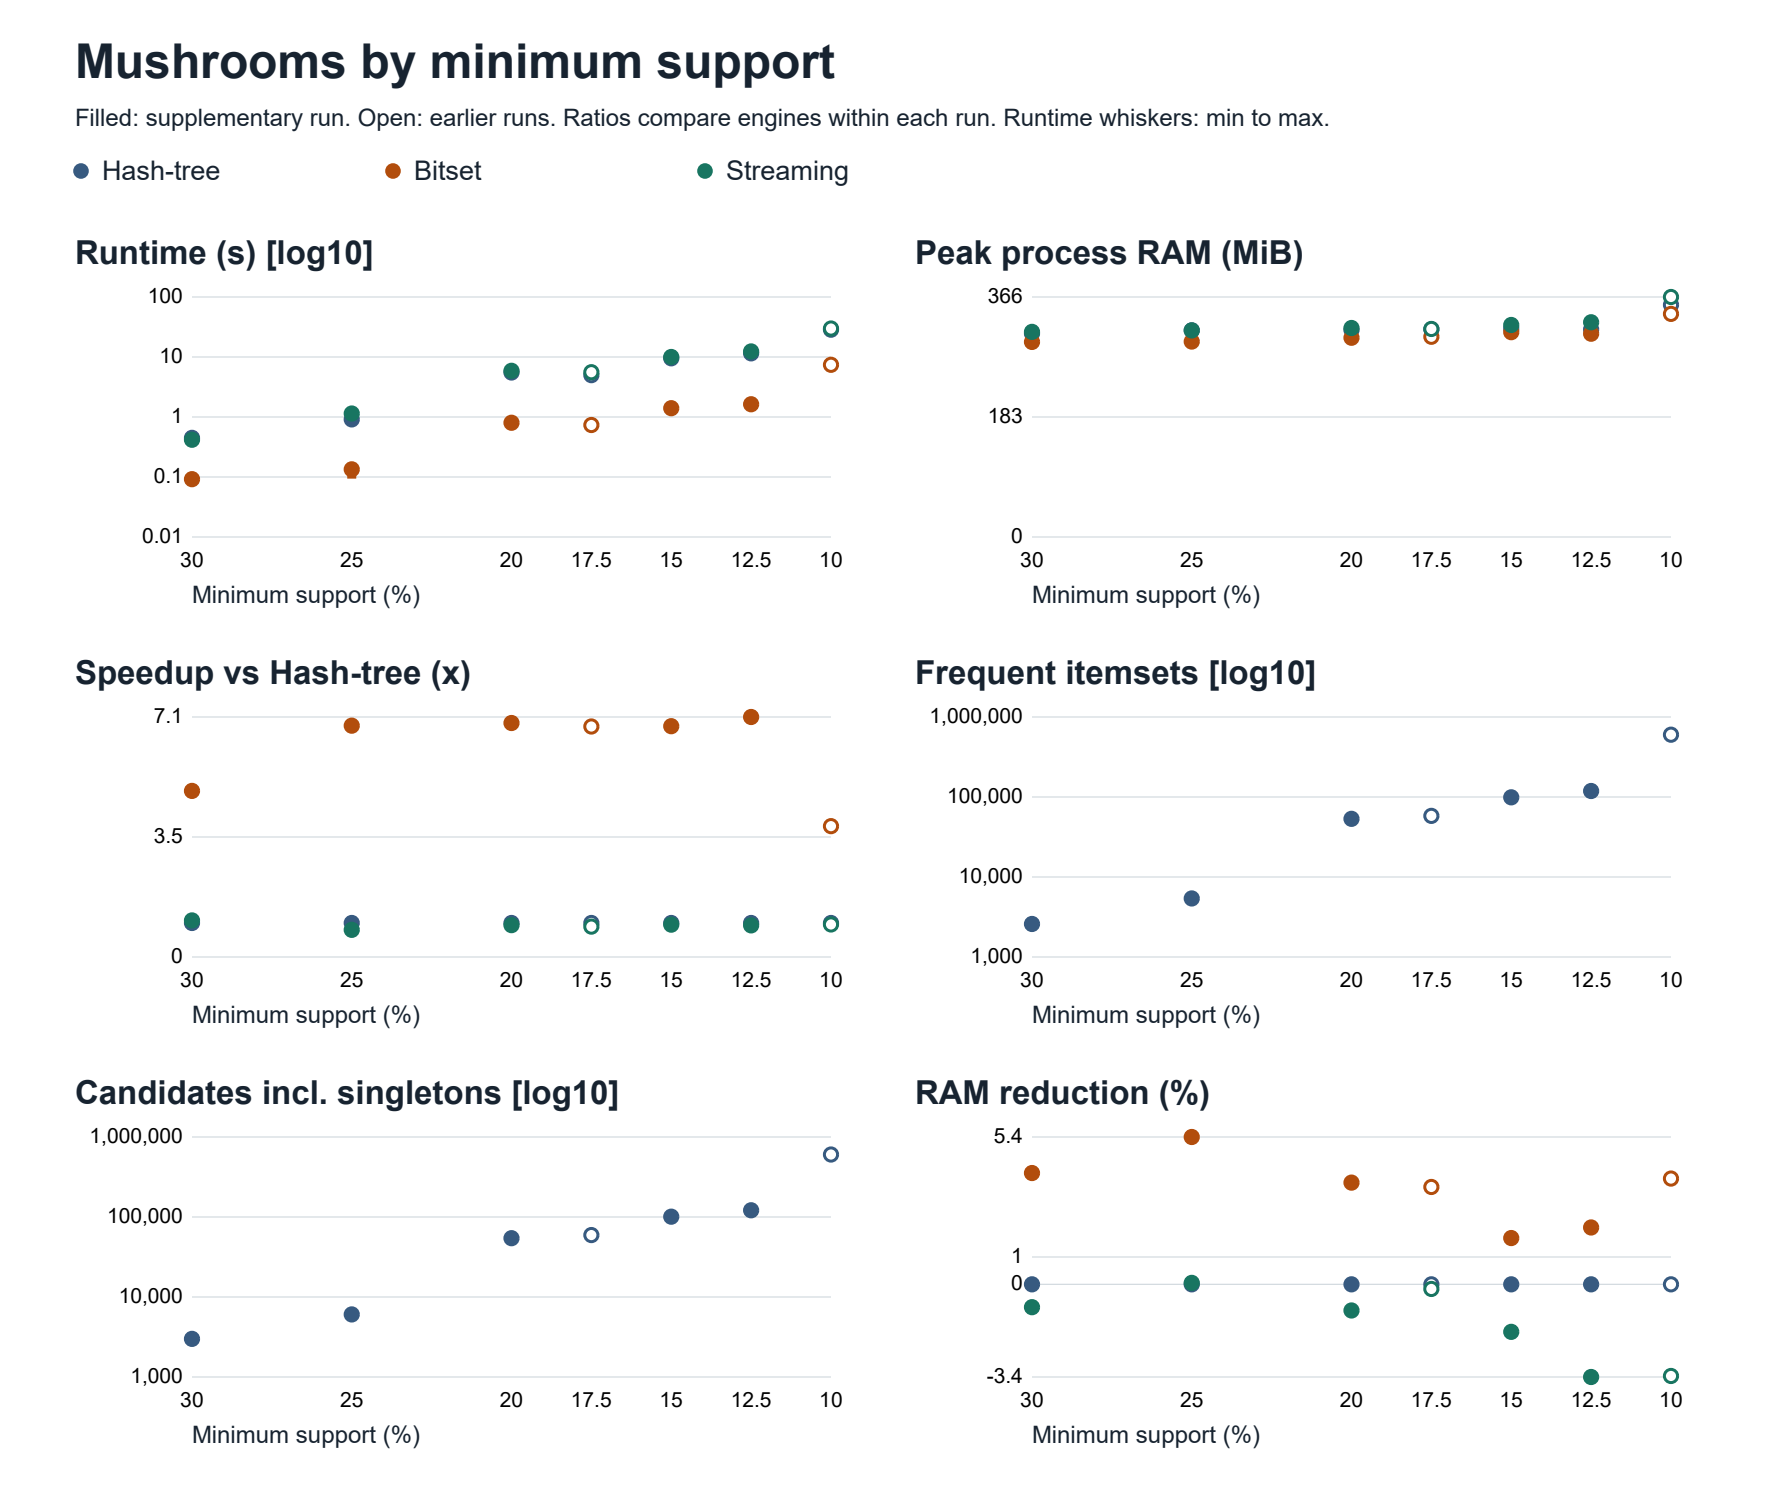 Mushrooms by minimum support
Filled: supplementary run. Open: earlier runs. Ratios compare engines within each run. Runtime whiskers: min to max.
Hash-tree Bitset Streaming
Runtime (s) [log10]
100
10
1
0.1
0.01
30 25 20 17.5 15 12.5 10
Minimum support (%)
Peak process RAM (MiB)
366
183
0
30 25 20 17.5 15 12.5 10
Minimum support (%)
Speedup vs Hash-tree (x)
7.1
3.5
0
30 25 20 17.5 15 12.5 10
Minimum support (%)
Frequent itemsets [log10]
1,000,000
100,000
10,000
1,000
30 25 20 17.5 15 12.5 10
Minimum support (%)
Candidates incl. singletons [log10]
1,000,000
100,000
10,000
1,000
30 25 20 17.5 15 12.5 10
Minimum support (%)
RAM reduction (%)
5.4
1
0
-3.4
30 25 20 17.5 15 12.5 10
Minimum support (%)